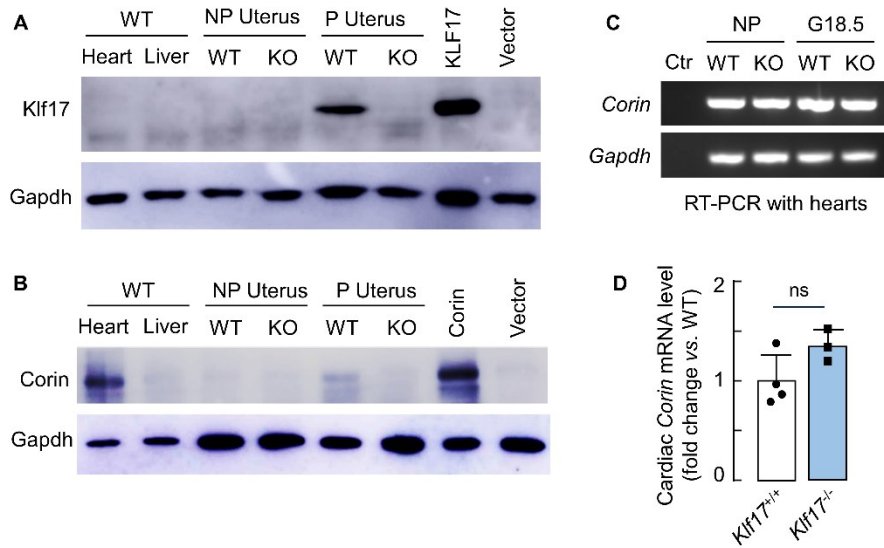 A
WT NP Uterus P Uterus
Heart Liver WT KO WT KO KLF17 Vector
Klf17
Gapdh
B
WT NP Uterus P Uterus
Heart Liver WT KO WT KO Corin Vector
Corin
Gapdh
C
NP G18.5
Ctr WT KO WT KO
Corin
Gapdh
RT-PCR with hearts
D
Cardiac Corin mRNA level
(fold change vs. WT)
2
1
0
ns
Klf17+/+
Klf17-/-